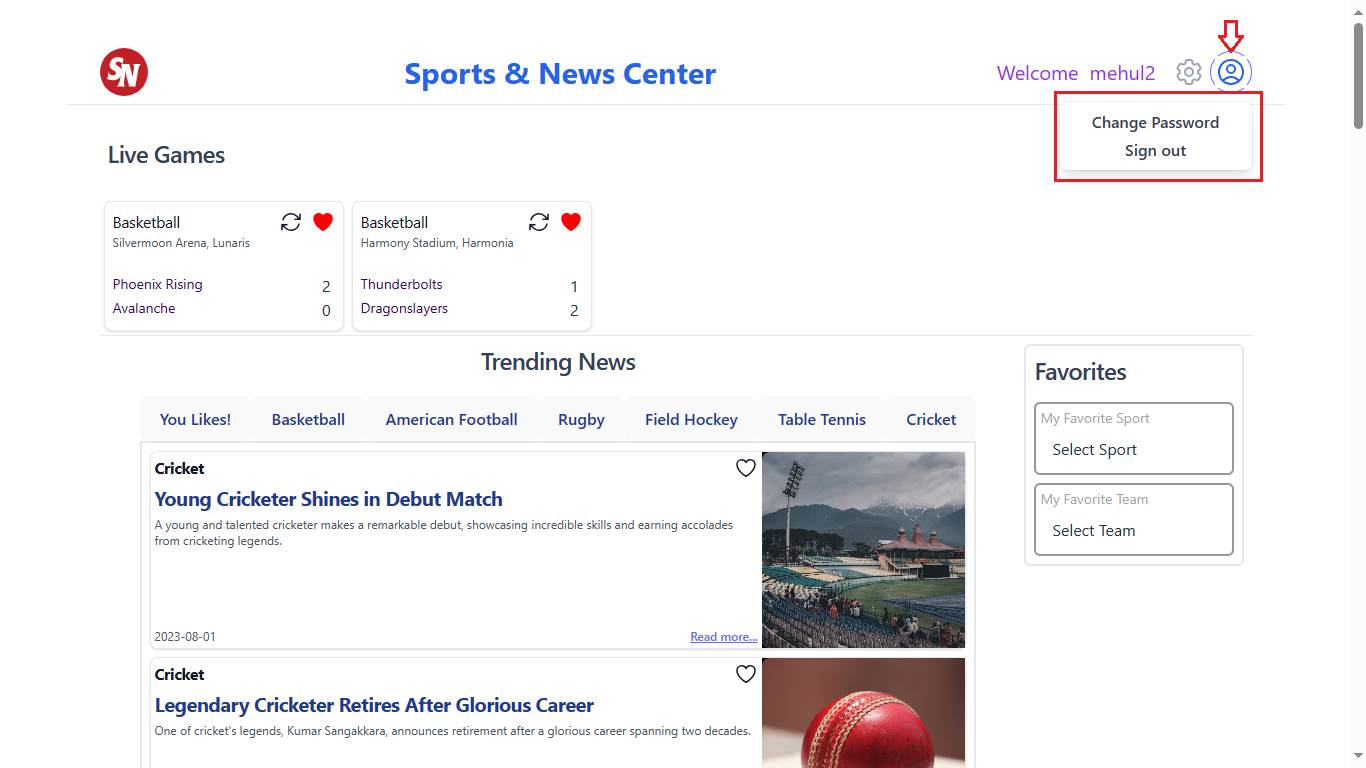 SN
Sports & News Center
Welcome mehul2
Change Password
Sign out
Live Games
Basketball
Silvermoon Arena, Lunaris
Phoenix Rising 2
Avalanche 0
Basketball
Harmony Stadium, Harmonia
Thunderbolts 1
Dragonslayers 2
Trending News
You Likes! Basketball American Football Rugby Field Hockey Table Tennis Cricket
Cricket
Young Cricketer Shines in Debut Match
A young and talented cricketer makes a remarkable debut, showcasing incredible skills and earning accolades
from cricketing legends.
2023-08-01 Read more...
Cricket
Legendary Cricketer Retires After Glorious Career
One of cricket's legends, Kumar Sangakkara, announces retirement after a glorious career spanning two decades.
Favorites
My Favorite Sport
Select Sport
My Favorite Team
Select Team